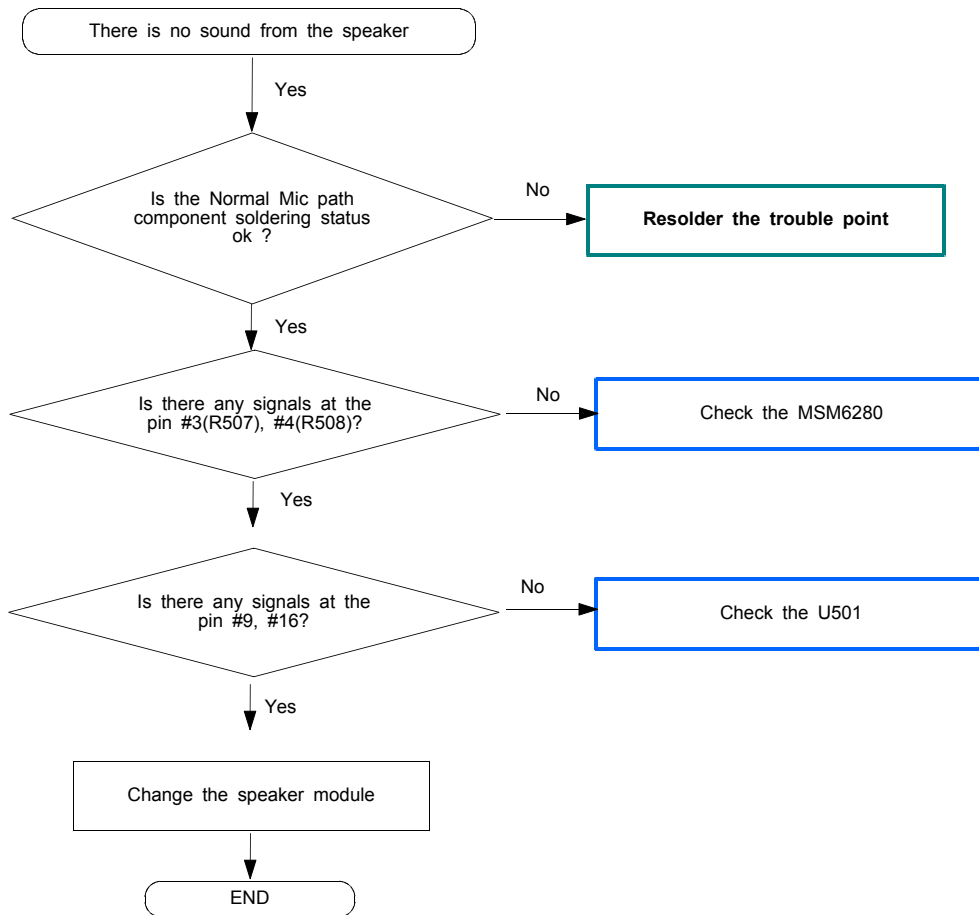 There is no sound from the speaker
Yes
Is the Normal Mic path
component soldering status
ok ?
No
Resolder the trouble point
Yes
Is there any signals at the
pin #3(R507), #4(R508)?
No
Check the MSM6280
Yes
Is there any signals at the
pin #9, #16?
No
Check the U501
Yes
Change the speaker module
END